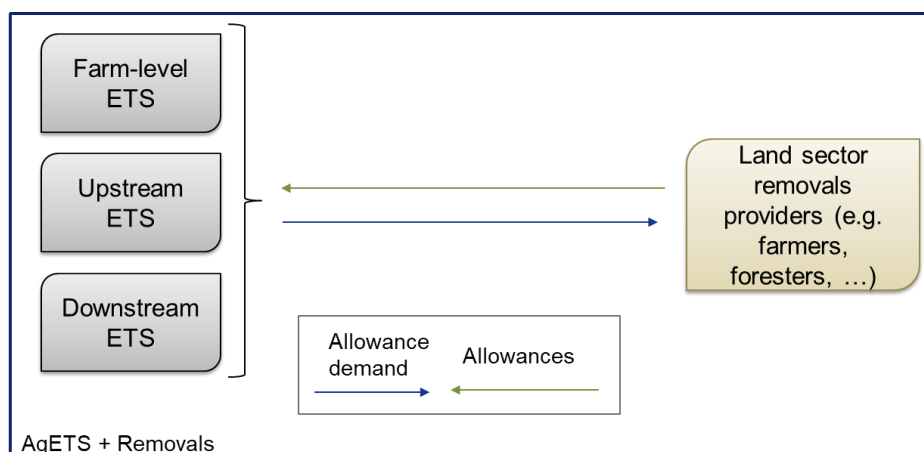 Farm-level
ETS
Upstream
ETS
Downstream
ETS
Land sector
removals
providers (e.g.
farmers,
foresters, …)
Allowance
demand
Allowances
AgETS + Removals